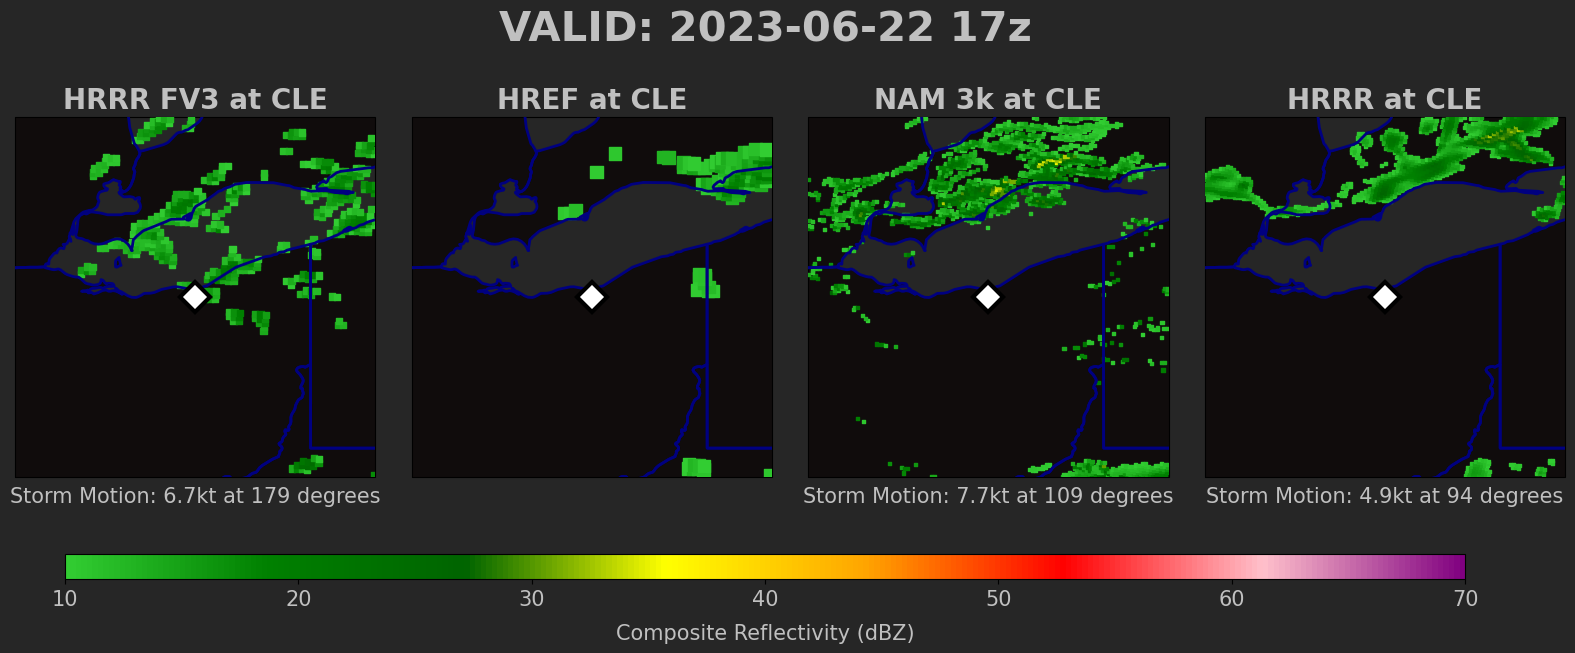 VALID: 2023-06-22 17z
HRRR FV3 at CLE
HREF at CLE
NAM 3k at CLE
HRRR at CLE
Storm Motion: 6.7kt at 179 degrees
Storm Motion: 7.7kt at 109 degrees
Storm Motion: 4.9kt at 94 degrees
10 20 30 40 50 60 70
Composite Reflectivity (dBZ)